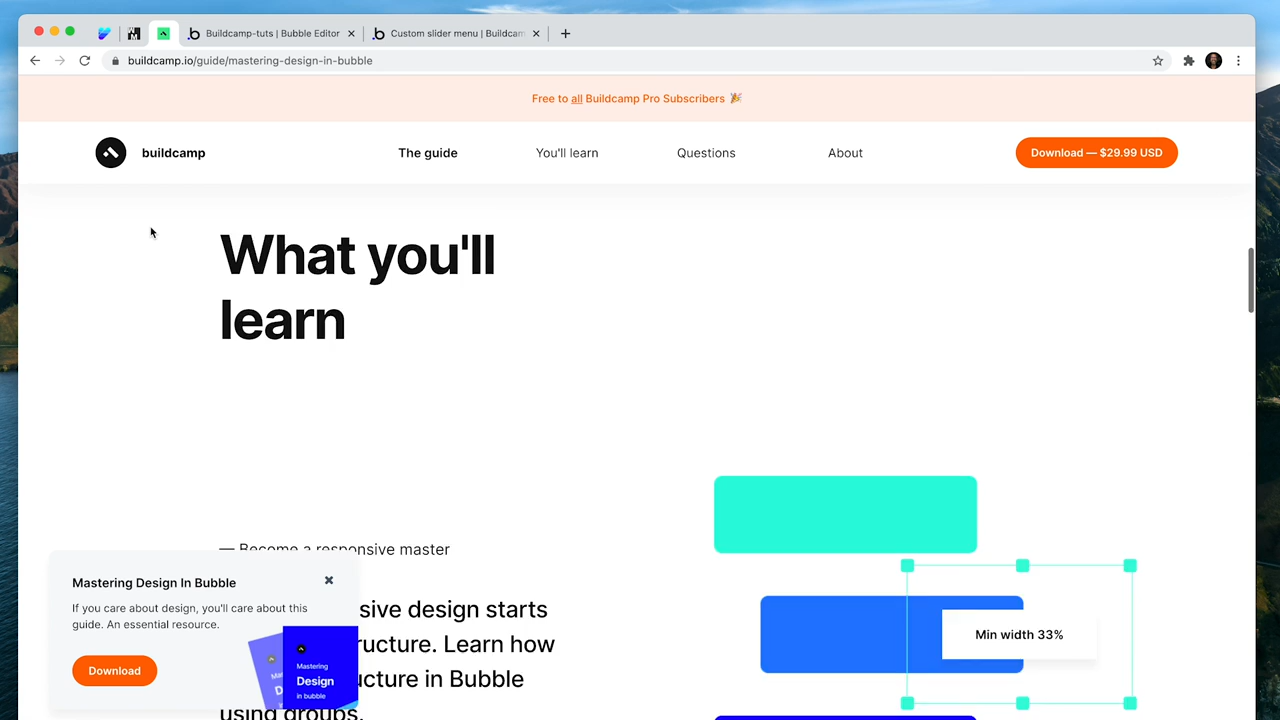 Buildcamp-tuts | Bubble Editor
Custom slider menu | Buildcam
buildcamp.io/guide/mastering-design-in-bubble
Free to all Buildcamp Pro Subscribers 🎉
buildcamp
The guide
You'll learn
Questions
About
Download — $29.99 USD
What you'll
learn
— Become a responsive master
sive design starts
ructure. Learn how
ucture in Bubble
using groups.
Min width 33%
Mastering Design In Bubble
If you care about design, you'll care about this
guide. An essential resource.
Download
Mastering
Design
in bubble